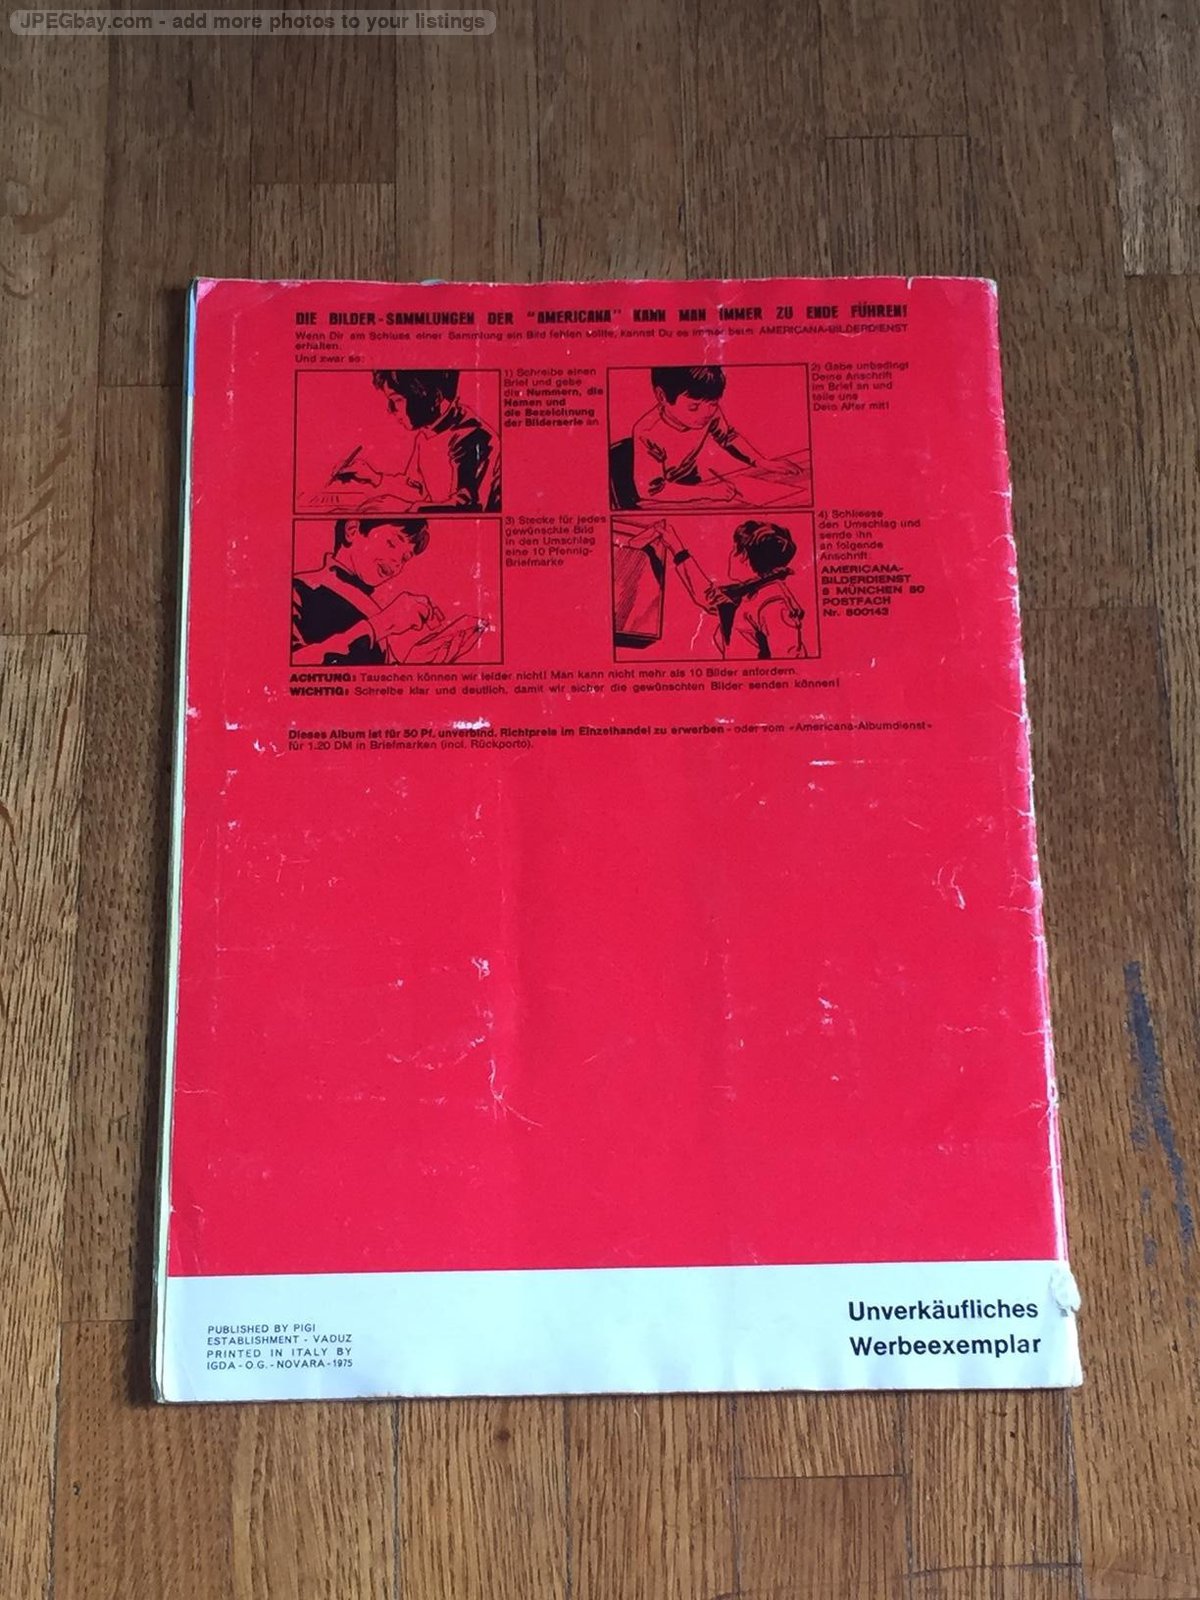 JPEGbay.com - add more photos to your listings
DIE BILDER-SAMMLUNGEN DER "AMERICANA" KANN MAN IMMER ZU ENDE FÜHREN!
Wenn Dir am Schluss einer Sammlung ein Bild fehlen sollte, kannst Du es immer beim AMERICANA-BILDERDIENST
erhalten.
Und zwar so:
1) Schreibe einen
Brief und gebe
die Nummern, die
Namen und
die Bezeichnung
der Bilderserie an
2) Gebe unbedingt
Deine Anschrift
im Brief an und
teile uns
Dein Alter mit!
3) Stecke für jedes
gewünschte Bild
in den Umschlag
eine 10 Pfennig-
Briefmarke
4) Schliesse
den Umschlag und
sende ihn
an folgende
Anschrift:
AMERICANA-
BILDERDIENST
8 MÜNCHEN 80
POSTFACH
Nr. 800143
ACHTUNG: Tauschen können wir leider nicht! Man kann nicht mehr als 10 Bilder anfordern.
WICHTIG: Schreibe klar und deutlich, damit wir sicher die gewünschten Bilder senden können!
Dieses Album ist für 50 Pf. unverbind. Richtpreis im Einzelhandel zu erwerben - oder vom «Americana-Albumdienst»
für 1.20 DM in Briefmarken (incl. Rückporto).
PUBLISHED BY PIGI
ESTABLISHMENT - VADUZ
PRINTED IN ITALY BY
IGDA - O.G. - NOVARA - 1975
Unverkäufliches
Werbeexemplar